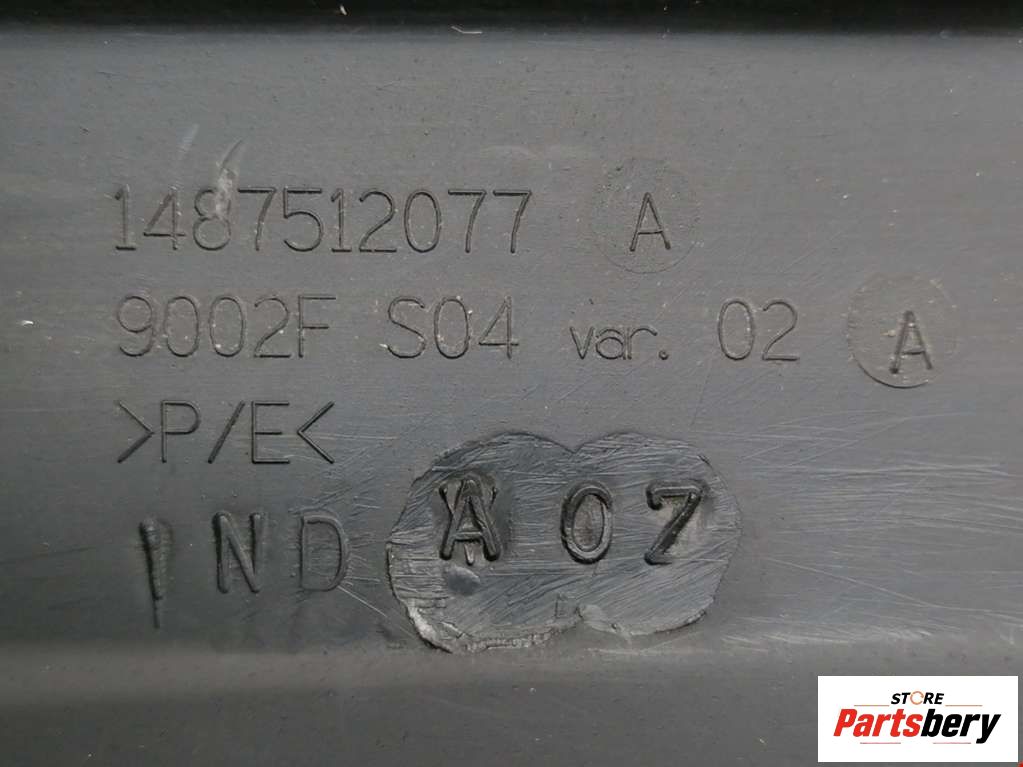 1487512077 A
9002F S04 var. 02 A
>P/E<
IND A 07
STORE
Partsbery